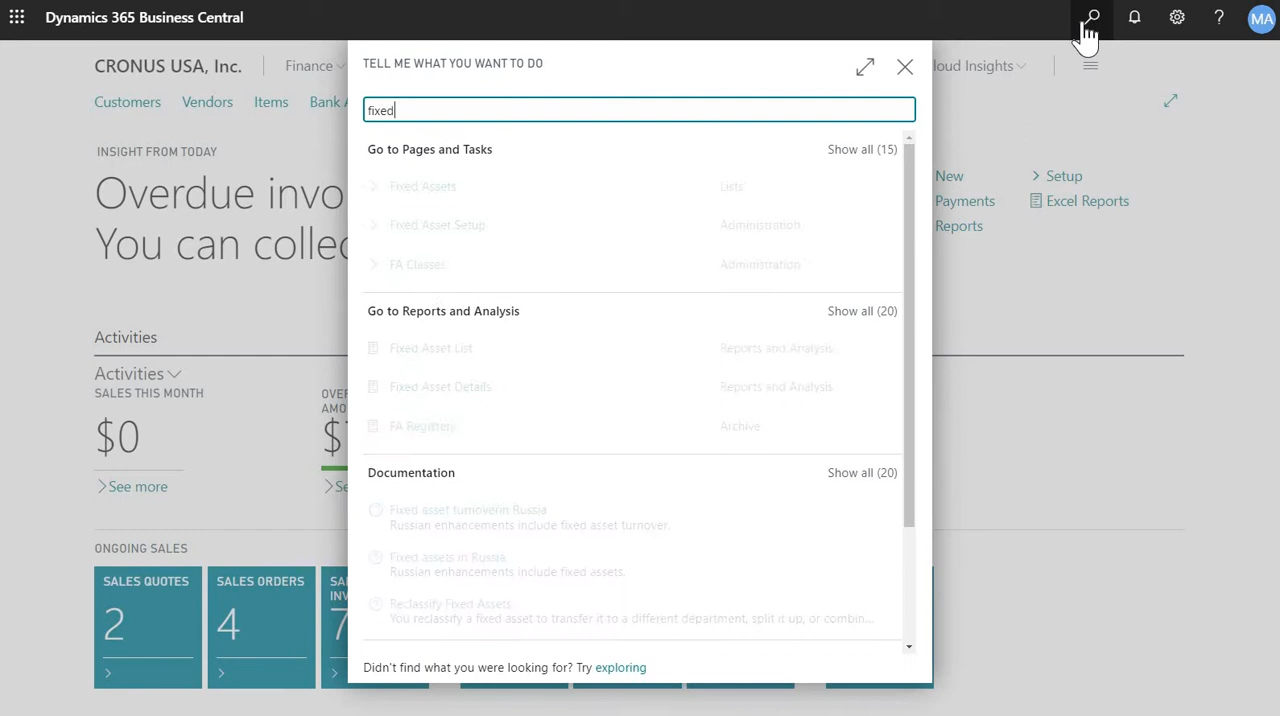 Dynamics 365 Business Central
MA
CRONUS USA, Inc.
Finance
loud Insights
Customers
Vendors
Items
Bank
INSIGHT FROM TODAY
Overdue invo
You can collec
New
Payments
Reports
Setup
Excel Reports
TELL ME WHAT YOU WANT TO DO
fixed
Go to Pages and Tasks
Show all (15)
Fixed Assets
Lists
Fixed Asset Setup
Administration
FA Classes
Administration
Go to Reports and Analysis
Show all (20)
Fixed Asset List
Reports and Analysis
Fixed Asset Details
Reports and Analysis
FA Registers
Archive
Documentation
Show all (20)
Fixed asset turnover in Russia
Russian enhancements include fixed asset turnover.
Fixed assets in Russia
Russian enhancements include fixed assets.
Reclassify Fixed Assets
You reclassify a fixed asset to transfer it to a different department, split it up, or combin...
Didn't find what you were looking for? Try exploring
Activities
Activities
SALES THIS MONTH
$0
See more
OVER
AMO
$
Se
ONGOING SALES
SALES QUOTES
2
SALES ORDERS
4
SALES
INV
7